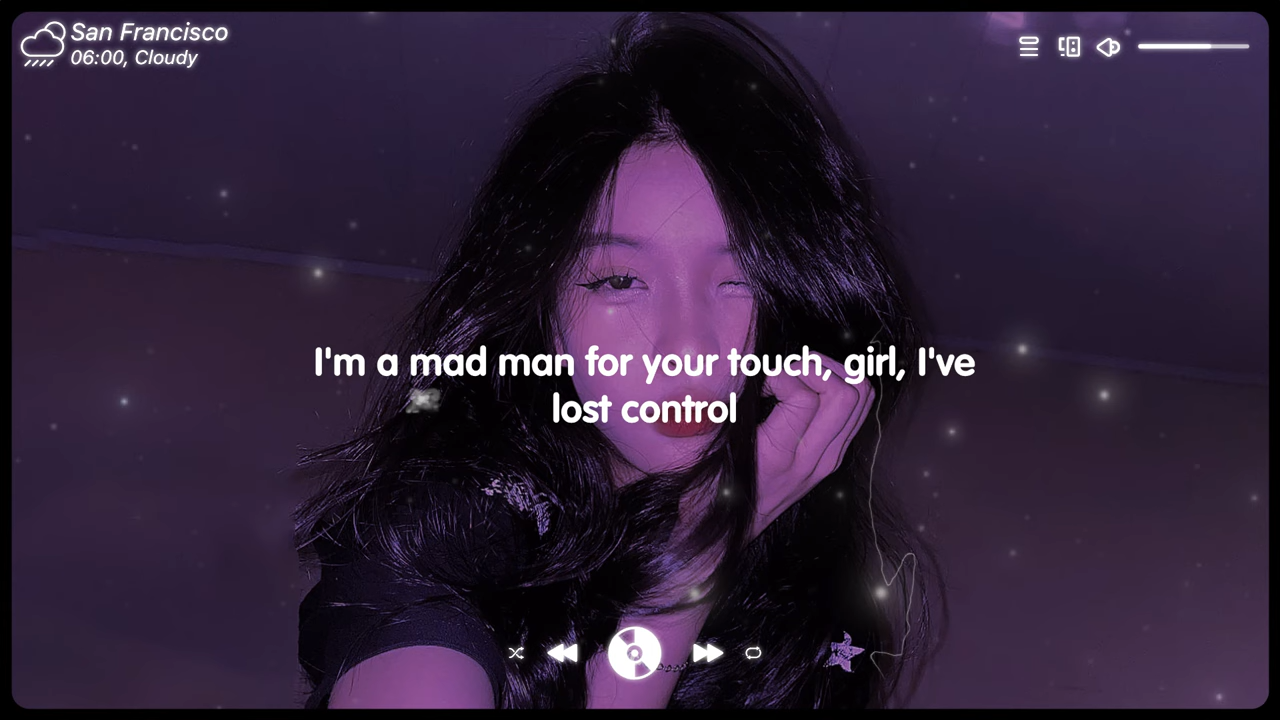 San Francisco
06:00, Cloudy
I'm a mad man for your touch, girl, I've
lost control